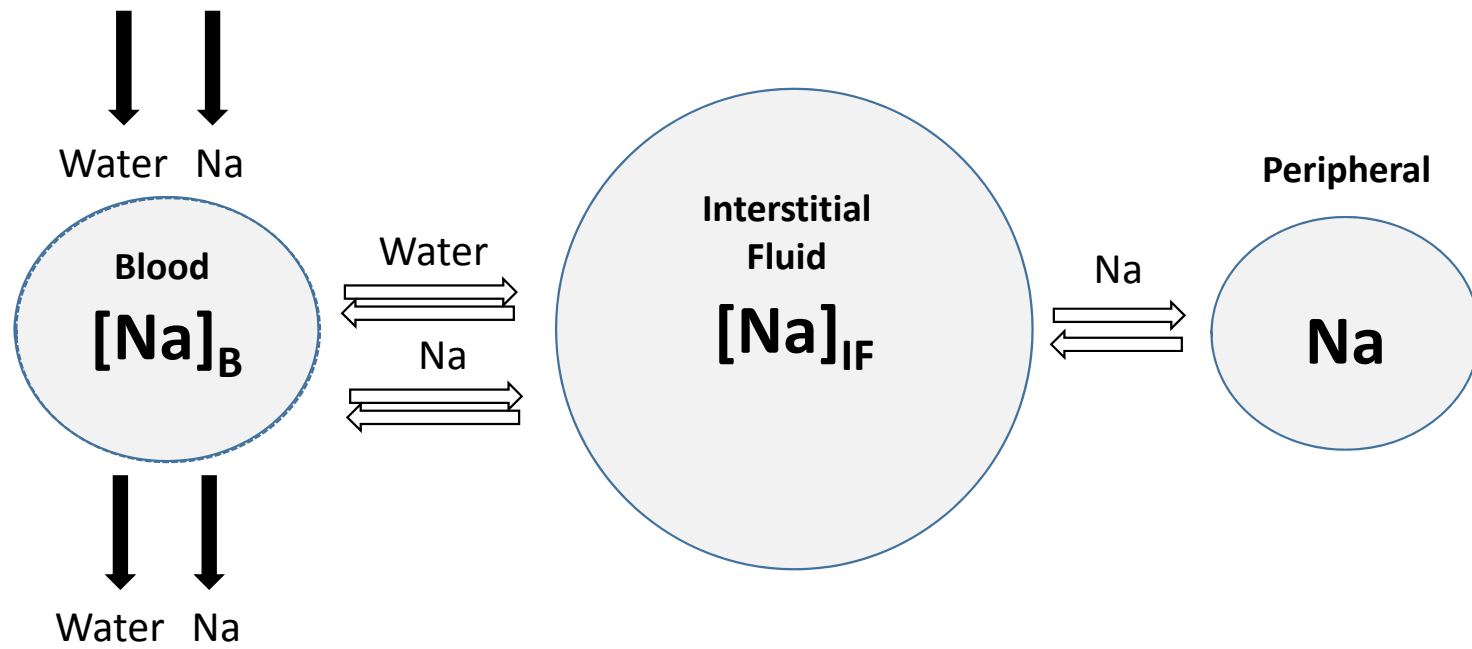 Water Na
Blood
[Na]B
Water
Na
Water Na
Interstitial
Fluid
[Na]IF
Na
Peripheral
Na